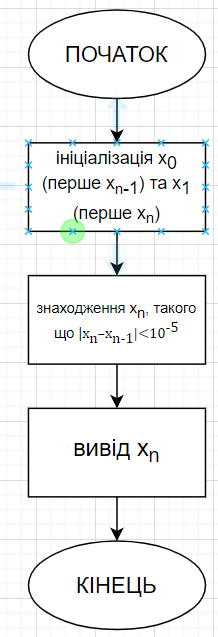 ПОЧАТОК
ініціалізація x₀
(перше xₙ₋₁) та x₁
(перше xₙ)
знаходження xₙ, такого
що |xₙ−xₙ₋₁|<10⁻⁵
вивід xₙ
КІНЕЦЬ